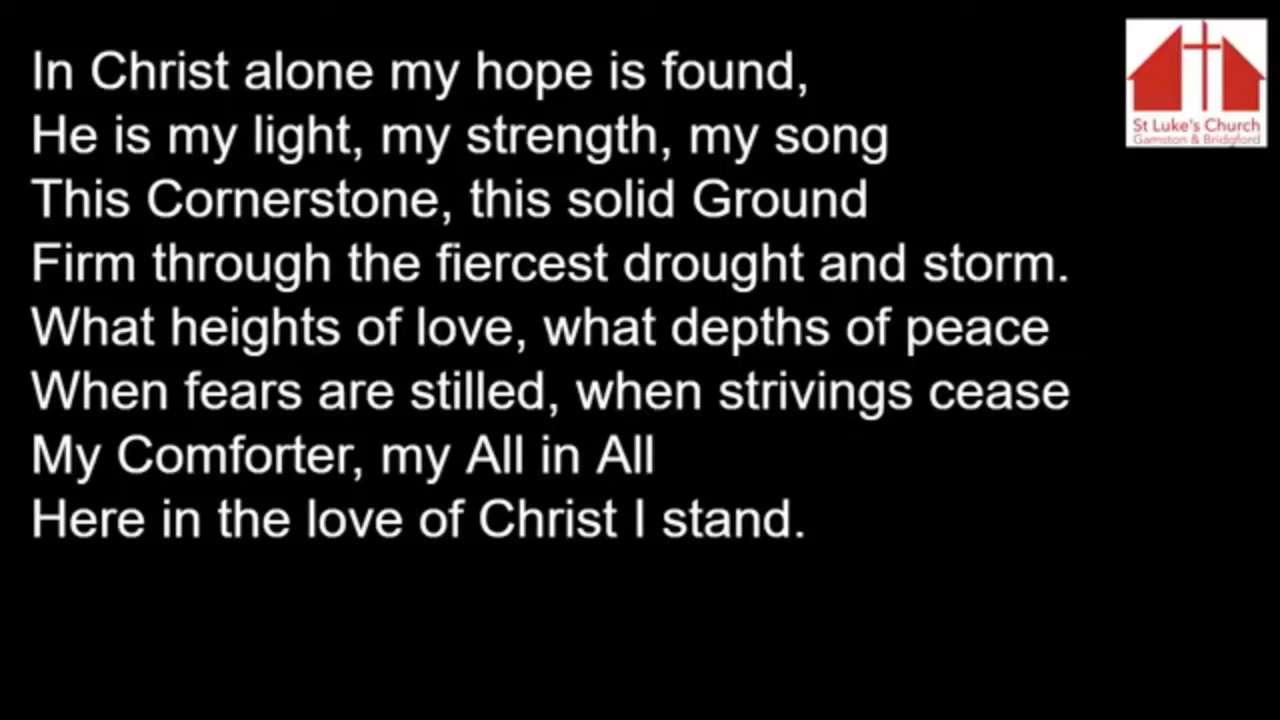 In Christ alone my hope is found,
He is my light, my strength, my song
This Cornerstone, this solid Ground
Firm through the fiercest drought and storm.
What heights of love, what depths of peace
When fears are stilled, when strivings cease
My Comforter, my All in All
Here in the love of Christ I stand.
St Luke's Church
Gamston & Bridgford